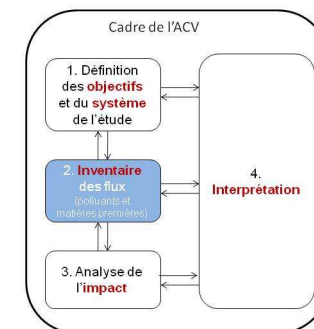 Cadre de l'ACV
1. Définition
des objectifs
et du système
de l'étude
2. Inventaire
des flux
(polluants et
matières premières)
3. Analyse de
l'impact
4.
Interprétation